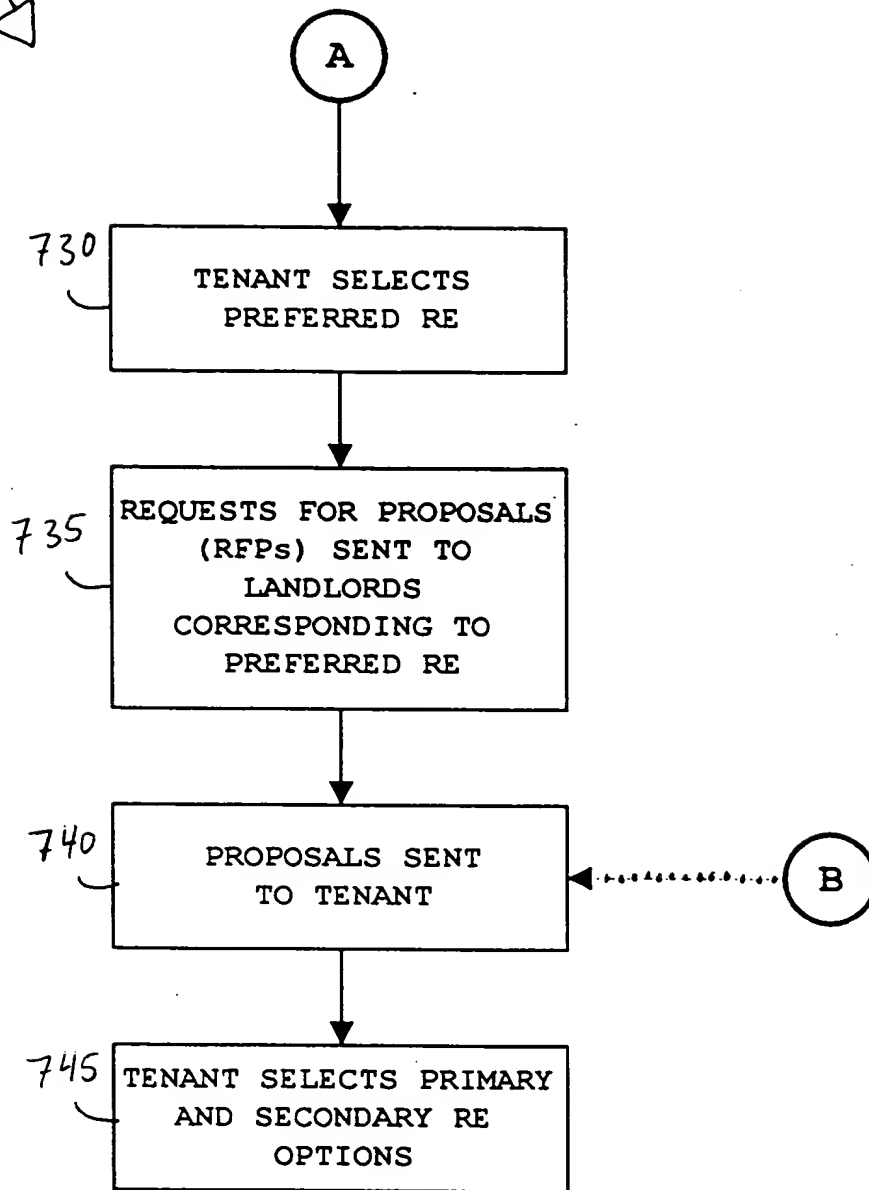 A
730
TENANT SELECTS
PREFERRED RE
735
REQUESTS FOR PROPOSALS
(RFPs) SENT TO
LANDLORDS
CORRESPONDING TO
PREFERRED RE
740
PROPOSALS SENT
TO TENANT
B
745
TENANT SELECTS PRIMARY
AND SECONDARY RE
OPTIONS